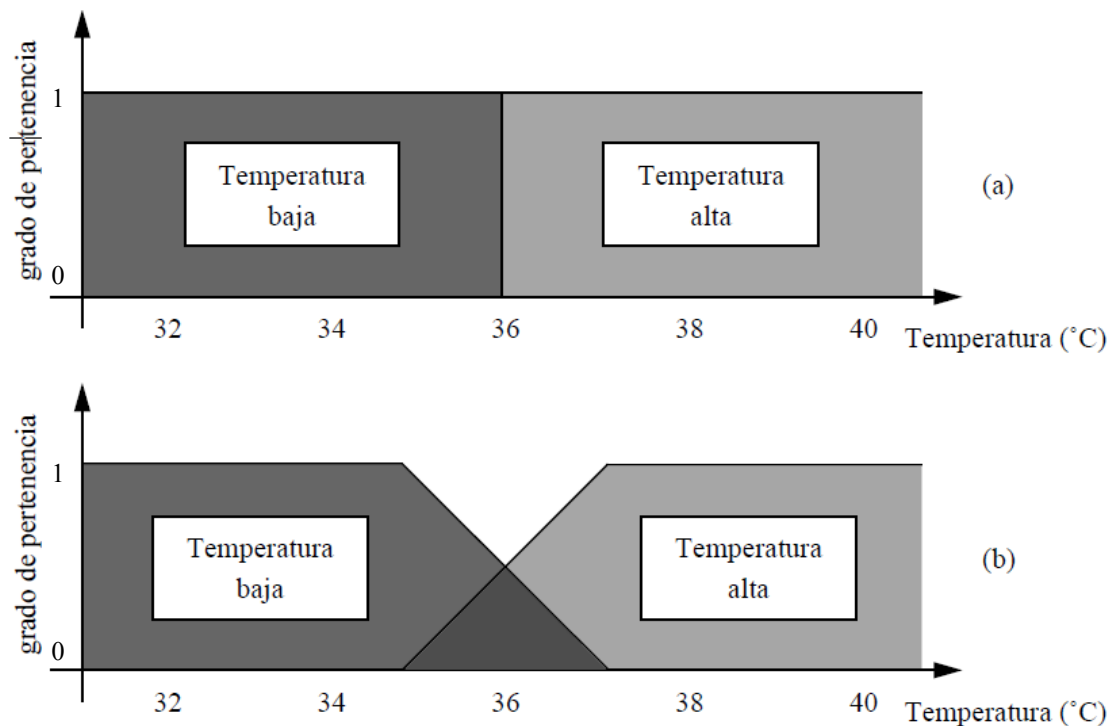 grado de pertenencia
1
0
Temperatura
baja
Temperatura
alta
(a)
32 34 36 38 40
Temperatura (˚C)
grado de pertenencia
1
0
Temperatura
baja
Temperatura
alta
(b)
32 34 36 38 40
Temperatura (˚C)